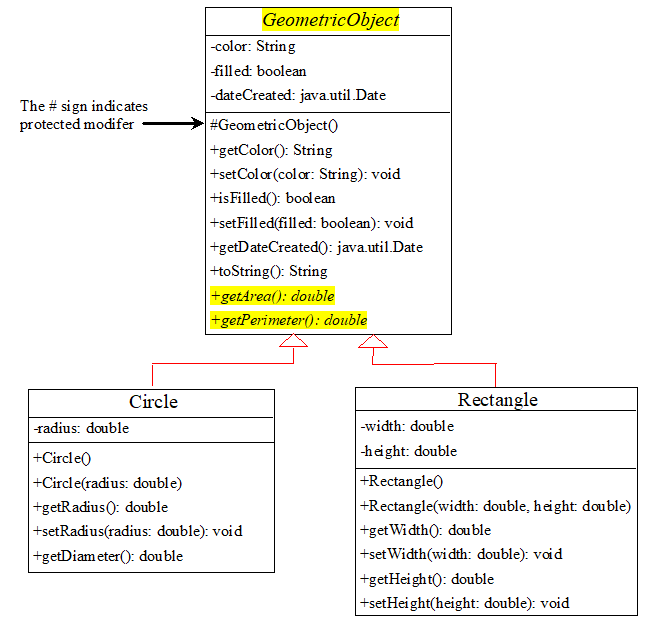 GeometricObject
-color: String
-filled: boolean
-dateCreated: java.util.Date
The # sign indicates
protected modifer
#GeometricObject()
+getColor(): String
+setColor(color: String): void
+isFilled(): boolean
+setFilled(filled: boolean): void
+getDateCreated(): java.util.Date
+toString(): String
+getArea(): double
+getPerimeter(): double
Circle
-radius: double
+Circle()
+Circle(radius: double)
+getRadius(): double
+setRadius(radius: double): void
+getDiameter(): double
Rectangle
-width: double
-height: double
+Rectangle()
+Rectangle(width: double, height: double)
+getWidth(): double
+setWidth(width: double): void
+getHeight(): double
+setHeight(height: double): void